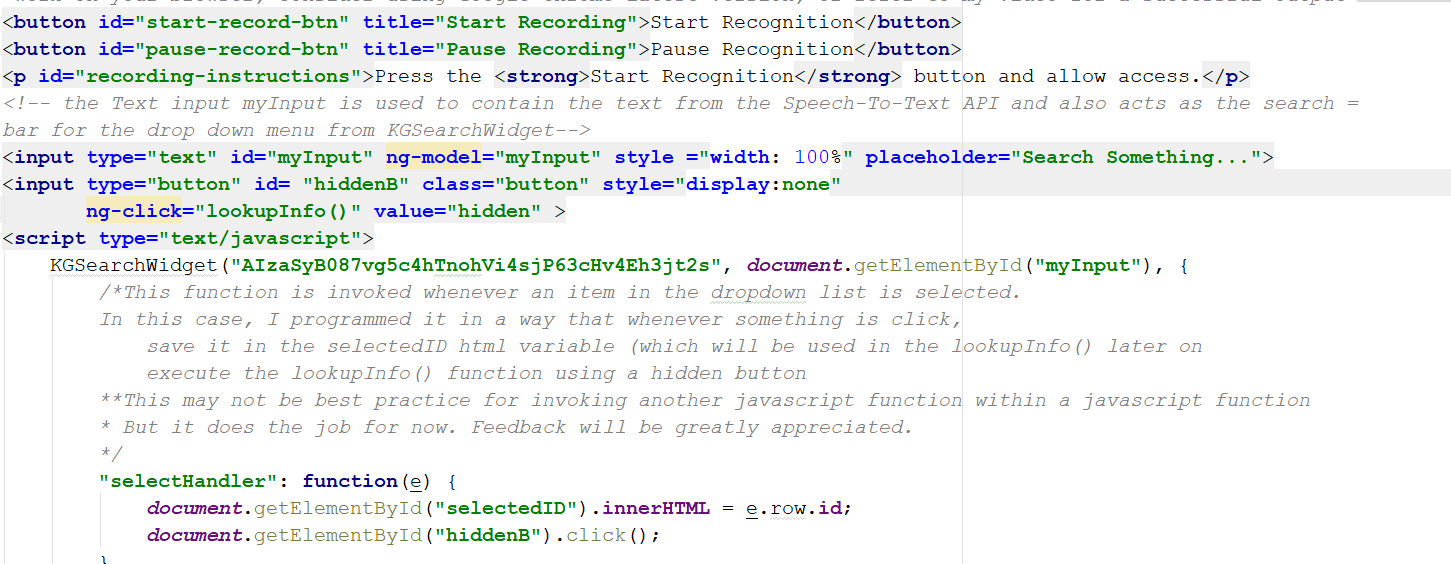 <button id="start-record-btn" title="Start Recording">Start Recognition</button>
<button id="pause-record-btn" title="Pause Recording">Pause Recognition</button>
<p id="recording-instructions">Press the <strong>Start Recognition</strong> button and allow access.</p>
<!-- the Text input myInput is used to contain the text from the Speech-To-Text API and also acts as the search =
bar for the drop down menu from KGSearchWidget-->
<input type="text" id="myInput" ng-model="myInput" style ="width: 100%" placeholder="Search Something...">
<input type="button" id= "hiddenB" class="button" style="display:none"
ng-click="lookupInfo()" value="hidden" >
<script type="text/javascript">
KGSearchWidget("AIzaSyB087vg5c4hTnohVi4sjP63cHv4Eh3jt2s", document.getElementById("myInput"), {
/*This function is invoked whenever an item in the dropdown list is selected.
In this case, I programmed it in a way that whenever something is click,
save it in the selectedID html variable (which will be used in the lookupInfo() later on
execute the lookupInfo() function using a hidden button
**This may not be best practice for invoking another javascript function within a javascript function
* But it does the job for now. Feedback will be greatly appreciated.
*/
"selectHandler": function(e) {
document.getElementById("selectedID").innerHTML = e.row.id;
document.getElementById("hiddenB").click();
}